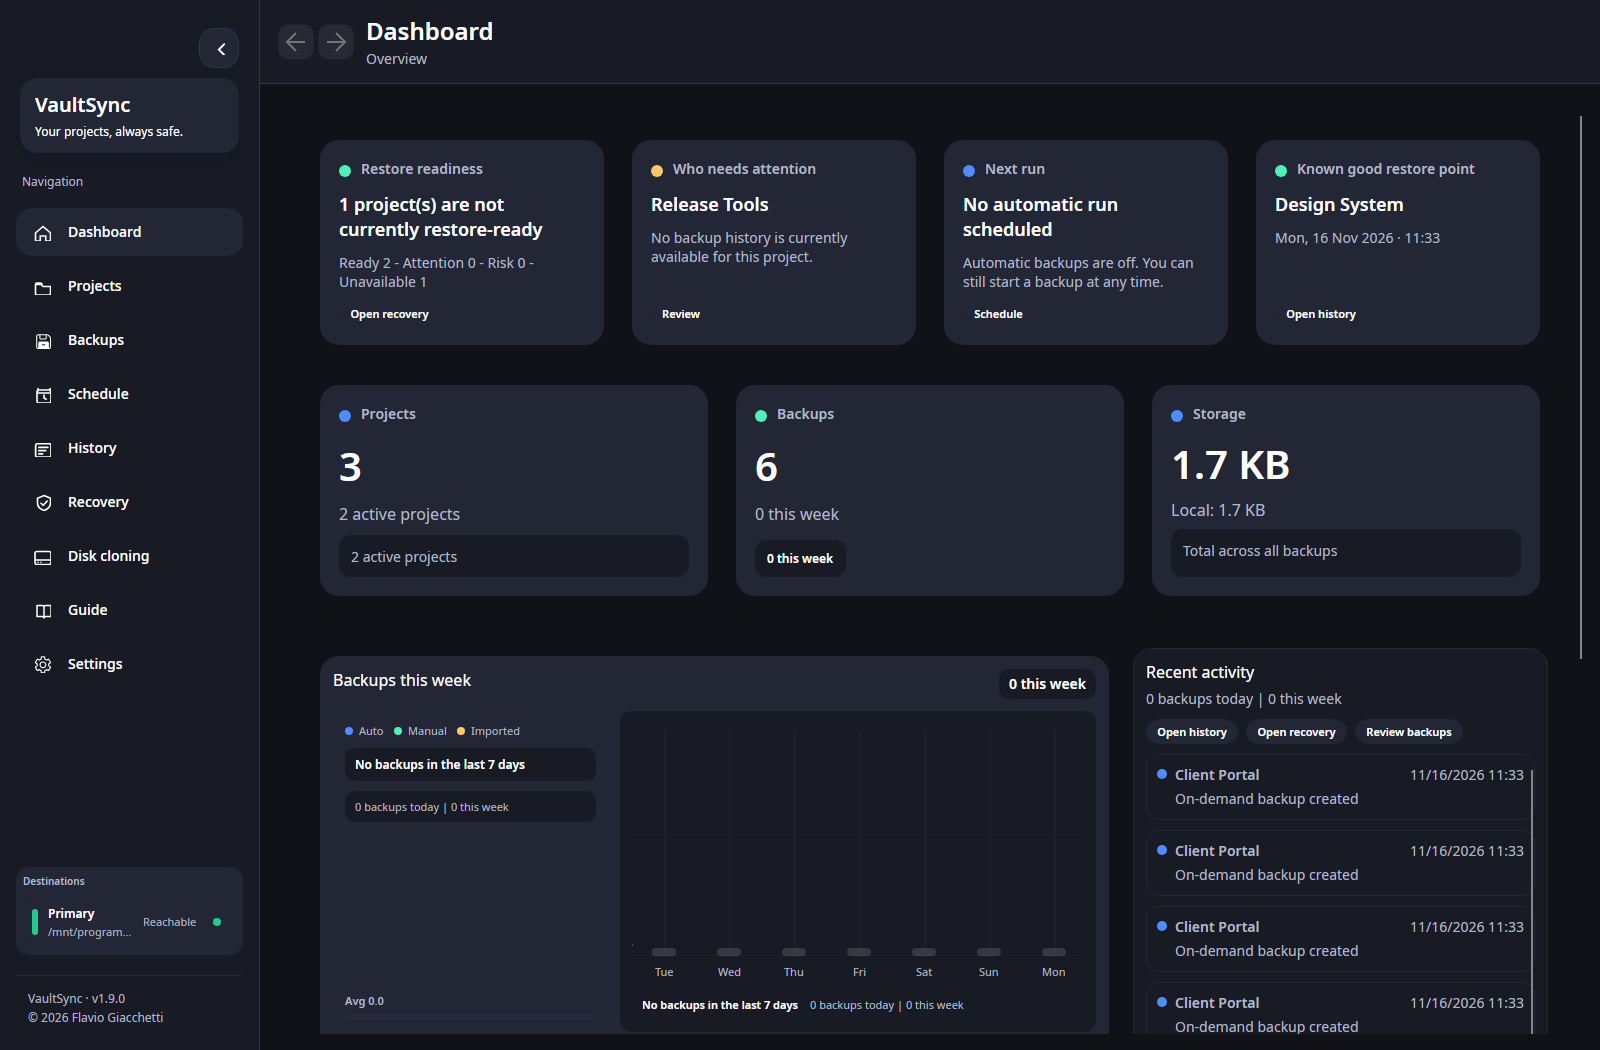 VaultSync
Your projects, always safe.
Navigation
Dashboard
Projects
Backups
Schedule
History
Recovery
Disk cloning
Guide
Settings
Destinations
Primary
/mnt/program...
Reachable
VaultSync · v1.9.0
© 2026 Flavio Giacchetti
Dashboard
Overview
Restore readiness
1 project(s) are not
currently restore-ready
Ready 2 - Attention 0 - Risk 0 -
Unavailable 1
Open recovery
Who needs attention
Release Tools
No backup history is currently
available for this project.
Review
Next run
No automatic run
scheduled
Automatic backups are off. You can
still start a backup at any time.
Schedule
Known good restore point
Design System
Mon, 16 Nov 2026 · 11:33
Open history
Projects
3
2 active projects
2 active projects
Backups
6
0 this week
0 this week
Storage
1.7 KB
Local: 1.7 KB
Total across all backups
Backups this week
0 this week
Auto Manual Imported
No backups in the last 7 days
0 backups today | 0 this week
Avg 0.0
Tue Wed Thu Fri Sat Sun Mon
No backups in the last 7 days 0 backups today | 0 this week
Recent activity
0 backups today | 0 this week
Open history Open recovery Review backups
Client Portal 11/16/2026 11:33
On-demand backup created
Client Portal 11/16/2026 11:33
On-demand backup created
Client Portal 11/16/2026 11:33
On-demand backup created
Client Portal 11/16/2026 11:33
On-demand backup created